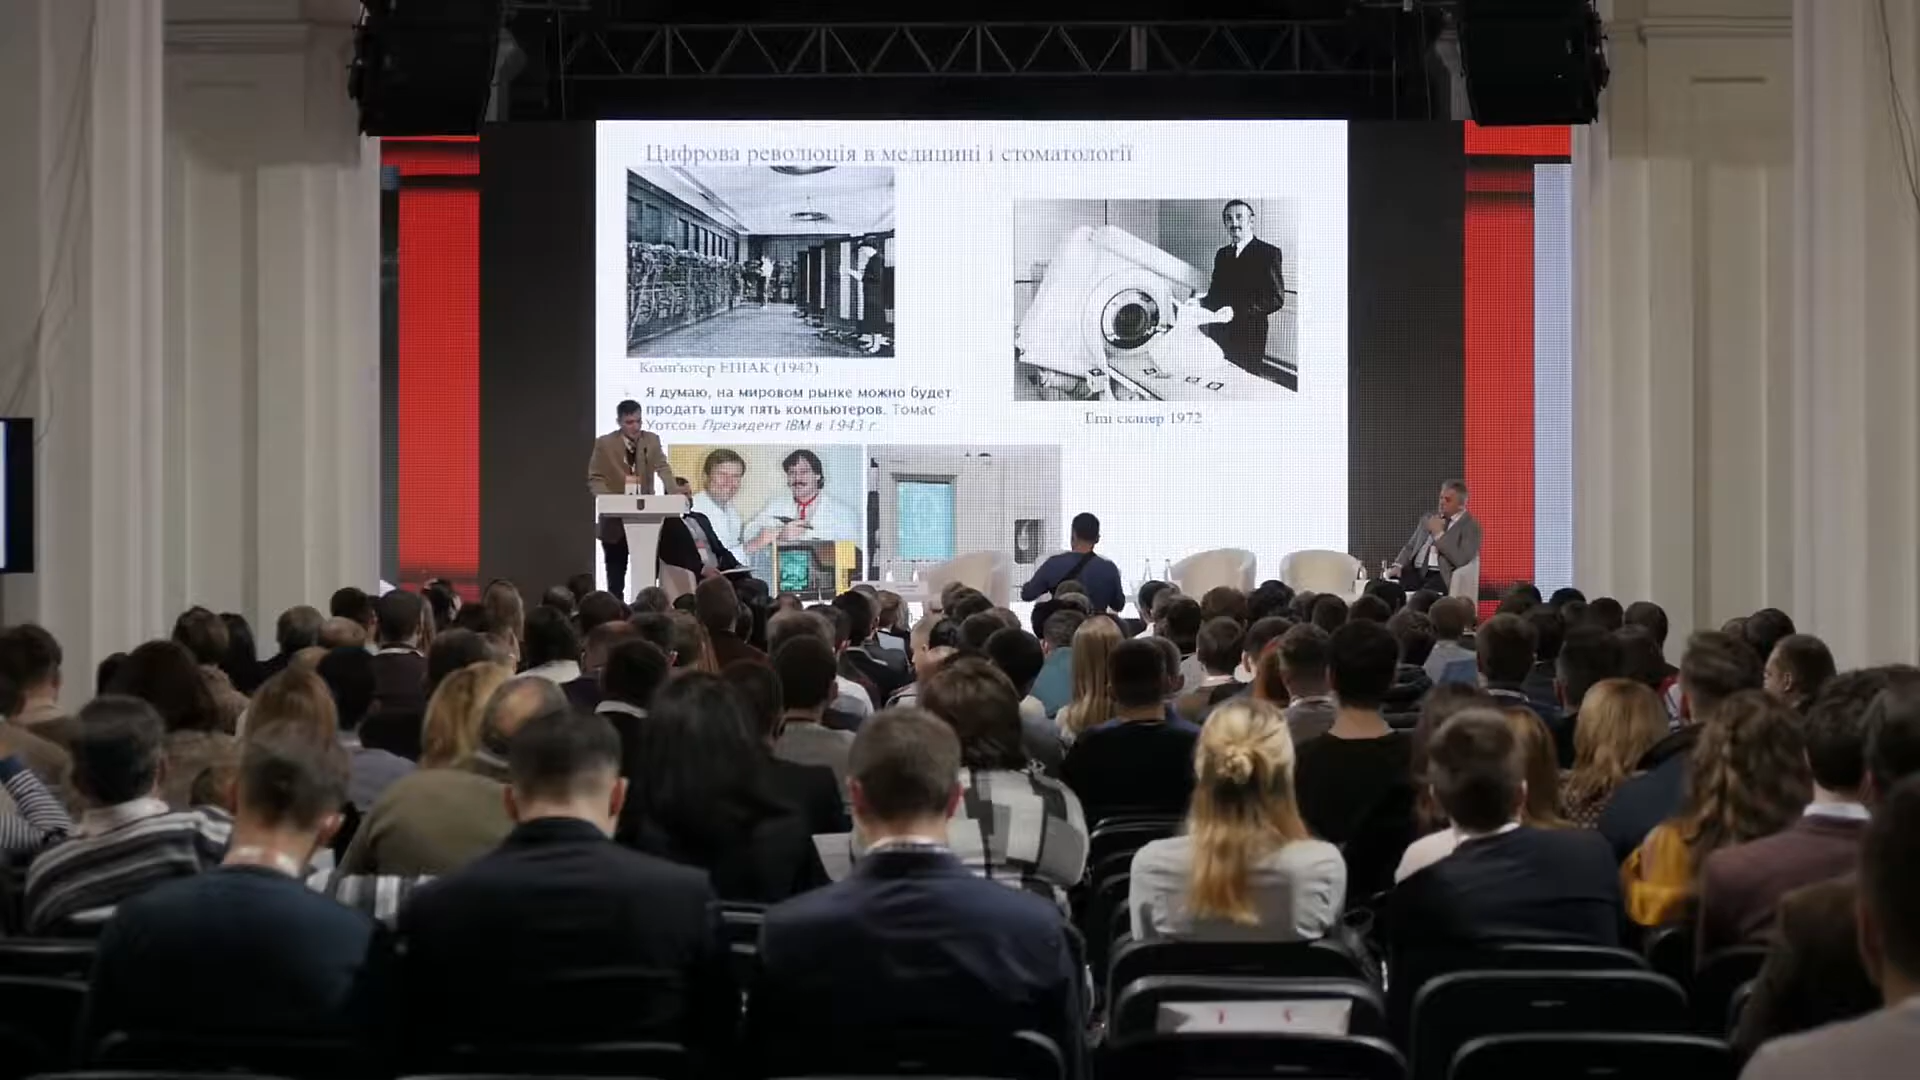 Цифрова революція в медицині і стоматології
Комп'ютер ЕНІАК (1942)
Я думаю, на мировом рынке можно будет
продать штук пять компьютеров. Томас
Уотсон Президент IBM в 1943 г.
Емі сканер 1972